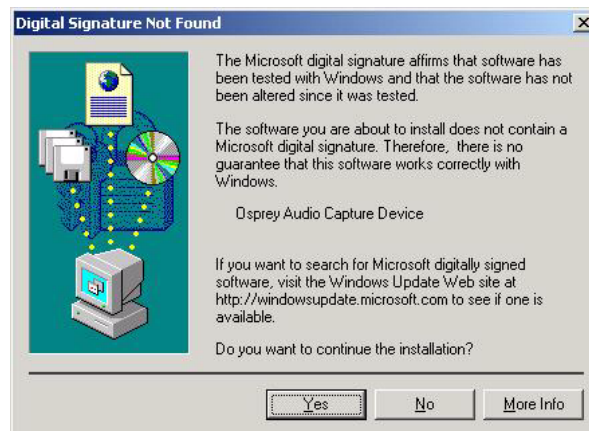 Digital Signature Not Found
The Microsoft digital signature affirms that software has
been tested with Windows and that the software has not
been altered since it was tested.
The software you are about to install does not contain a
Microsoft digital signature. Therefore, there is no
guarantee that this software works correctly with
Windows.
Osprey Audio Capture Device
If you want to search for Microsoft digitally signed
software, visit the Windows Update Web site at
http://windowsupdate.microsoft.com to see if one is
available.
Do you want to continue the installation?
Yes
No
More Info